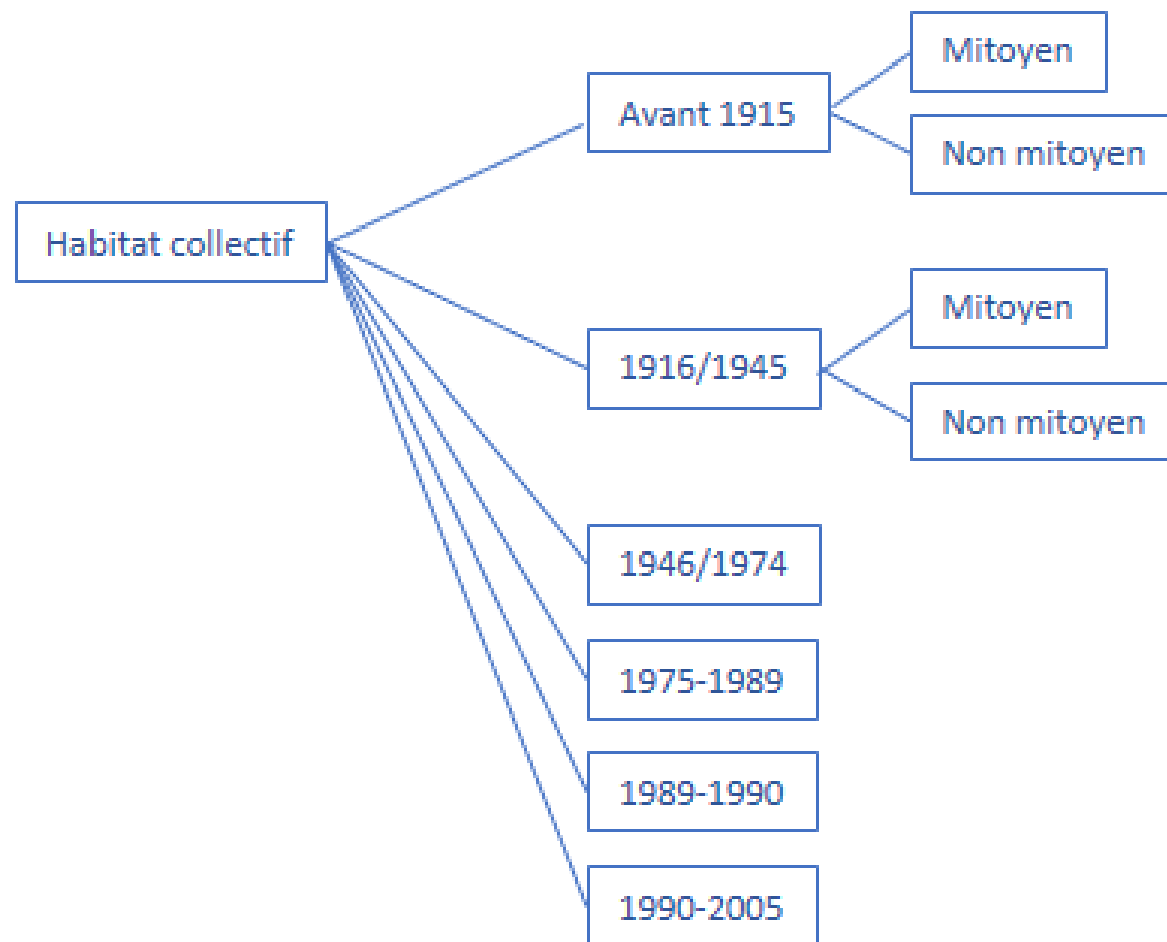 Habitat collectif
Avant 1915
Mitoyen
Non mitoyen
1916/1945
Mitoyen
Non mitoyen
1946/1974
1975-1989
1989-1990
1990-2005